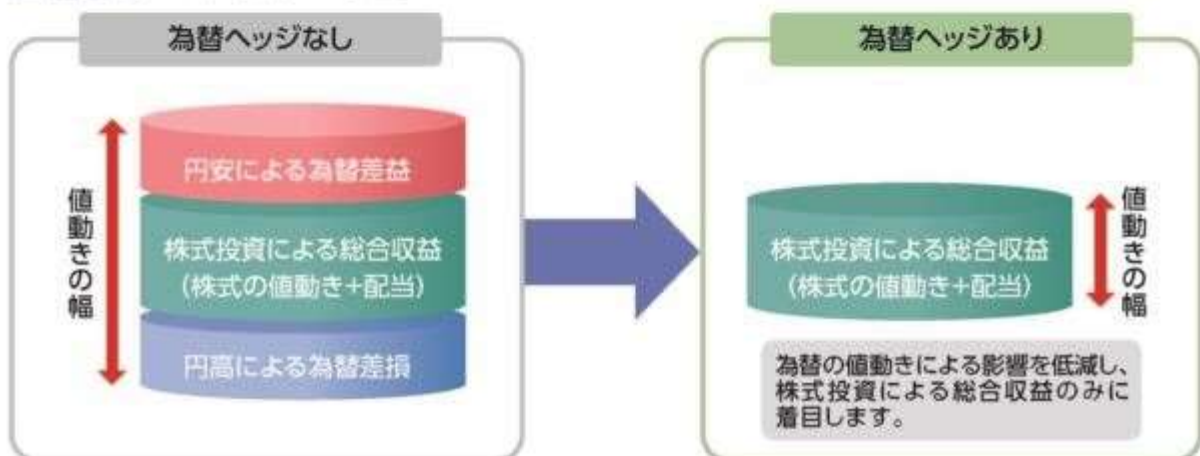 為替ヘッジなし
値動きの幅
円安による為替差益
株式投資による総合収益
(株式の値動き+配当)
円高による為替差損
為替ヘッジあり
株式投資による総合収益
(株式の値動き+配当)
値動きの幅
為替の値動きによる影響を低減し、
株式投資による総合収益のみに
着目します。